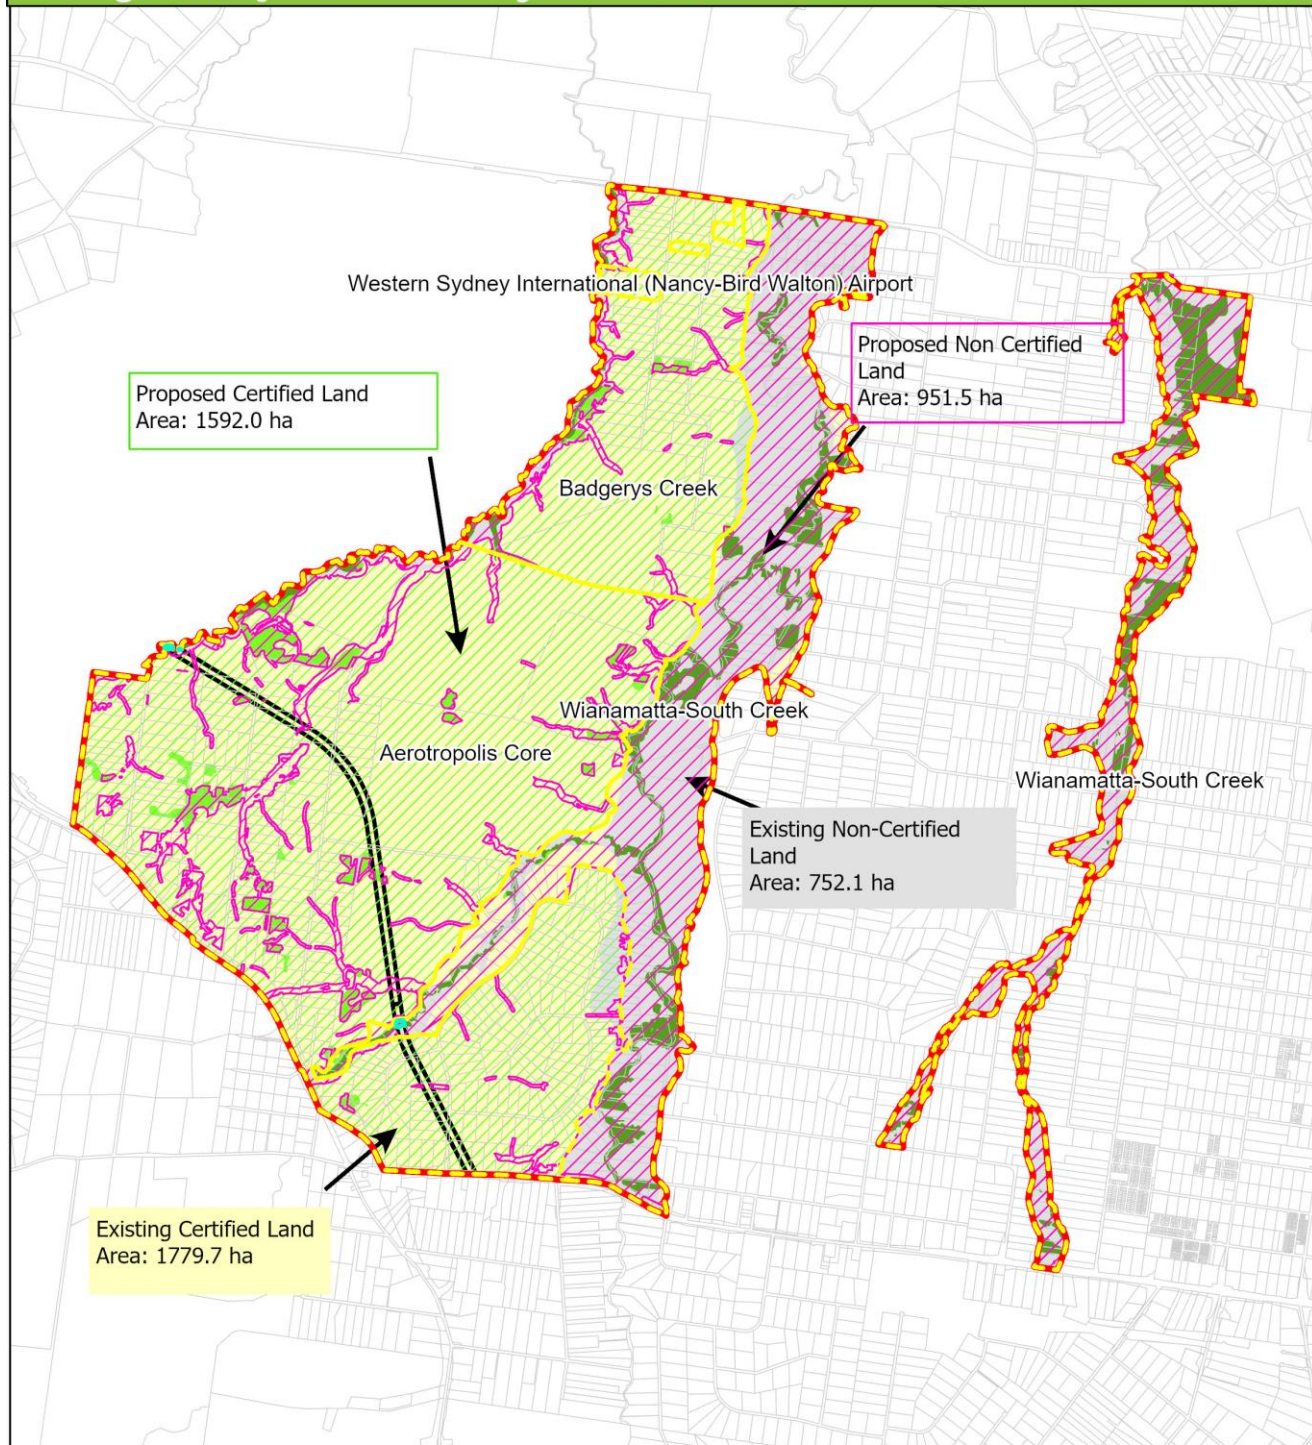 Western Sydney International (Nancy-Bird Walton) Airport
Proposed Non Certified
Land
Area: 951.5 ha
Proposed Certified Land
Area: 1592.0 ha
Badgerys Creek
Wianamatta-South Creek
Aerotropolis Core
Wianamatta-South Creek
Existing Non-Certified
Land
Area: 752.1 ha
Existing Certified Land
Area: 1779.7 ha